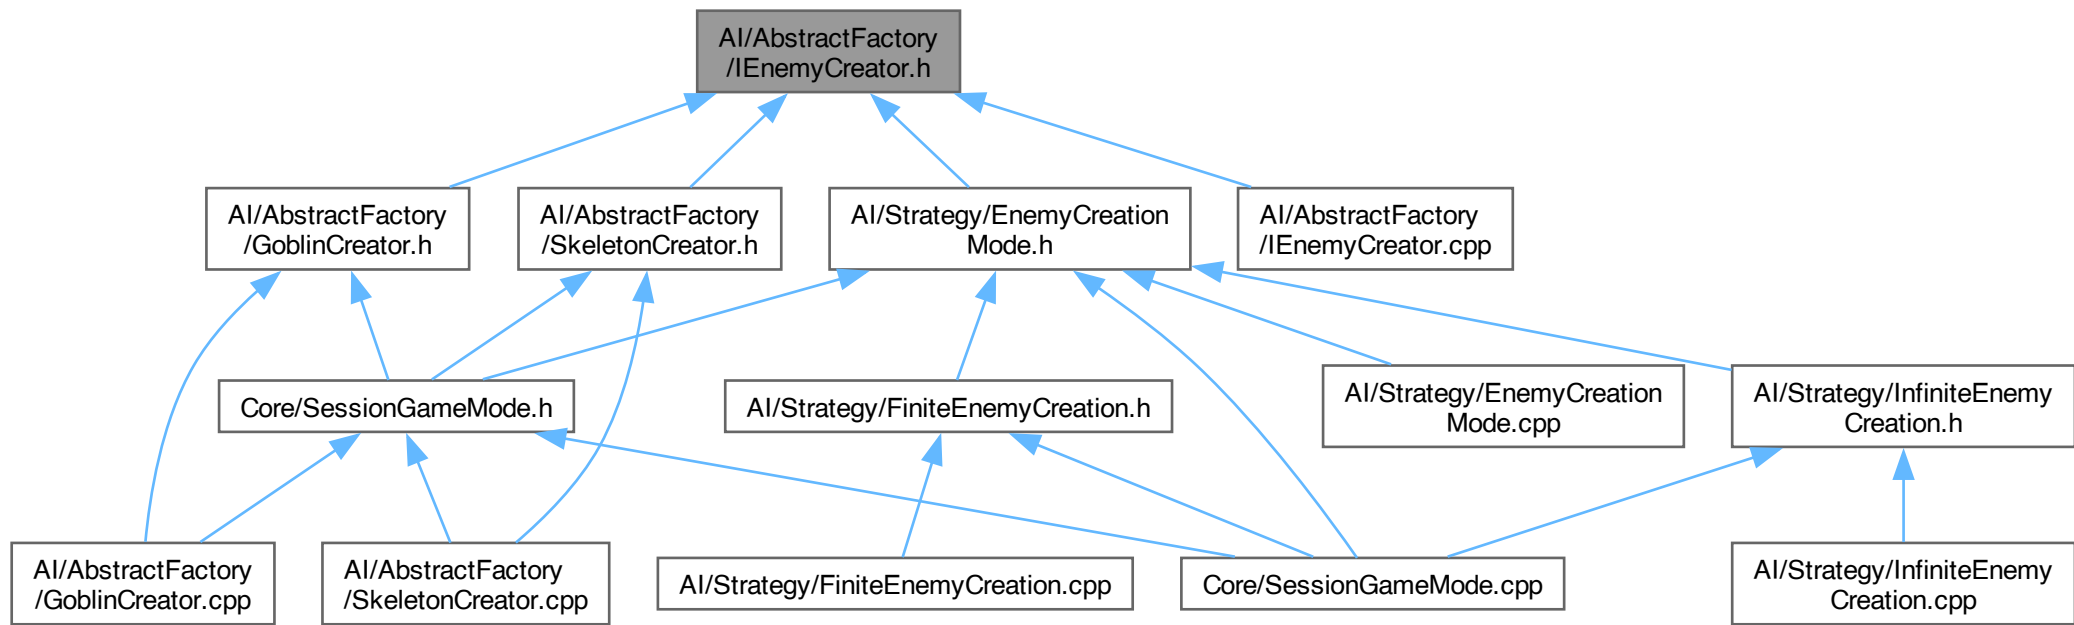 AI/AbstractFactory
/IEnemyCreator.h
AI/AbstractFactory
/GoblinCreator.h
AI/AbstractFactory
/SkeletonCreator.h
AI/Strategy/EnemyCreation
Mode.h
AI/AbstractFactory
/IEnemyCreator.cpp
Core/SessionGameMode.h
AI/Strategy/FiniteEnemyCreation.h
AI/Strategy/EnemyCreation
Mode.cpp
AI/Strategy/InfiniteEnemy
Creation.h
AI/AbstractFactory
/GoblinCreator.cpp
AI/AbstractFactory
/SkeletonCreator.cpp
AI/Strategy/FiniteEnemyCreation.cpp
Core/SessionGameMode.cpp
AI/Strategy/InfiniteEnemy
Creation.cpp